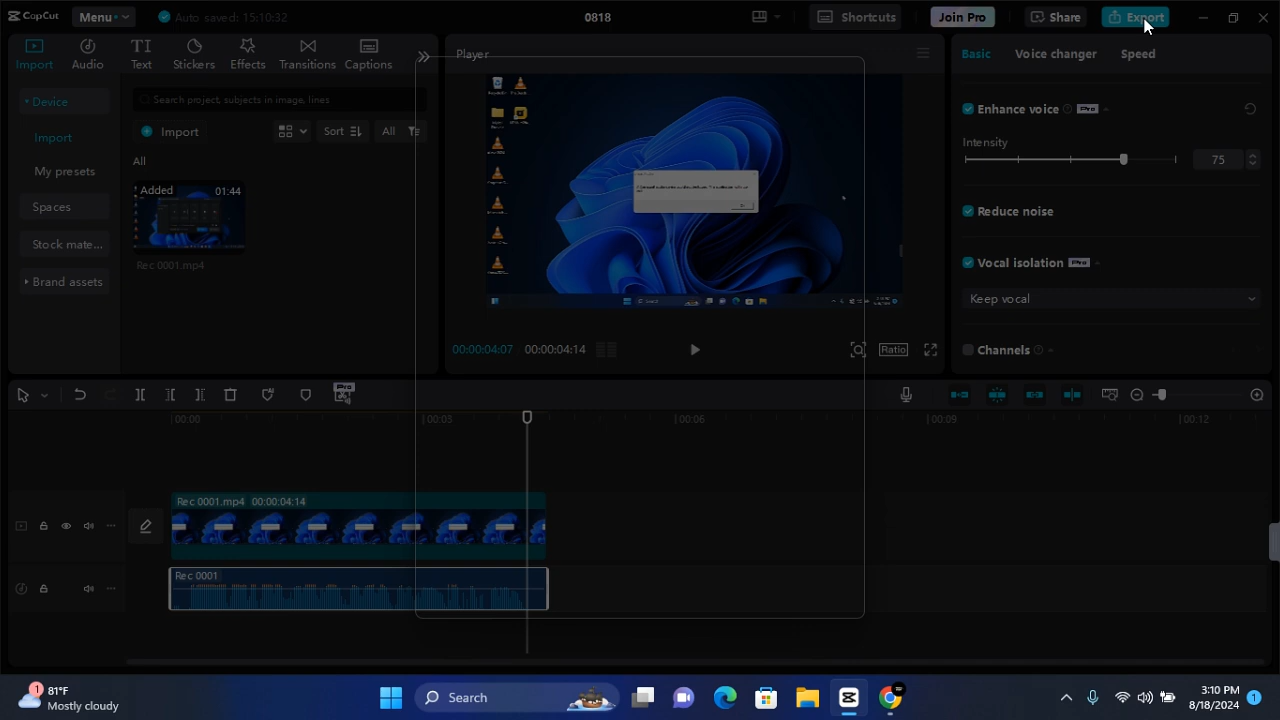 CapCut Menu Auto saved: 15:10:32 0818 Shortcuts Join Pro Share Export
Import Audio Text Stickers Effects Transitions Captions
Device
Import
My presets
Spaces
Stock mate...
Brand assets
Search project, subjects in image, lines
Import Sort All
All
Added 01:44
Rec 0001.mp4
Player
00:00:04:07 00:00:04:14 Ratio
Basic Voice changer Speed
Enhance voice Pro
Intensity
75
Reduce noise
Vocal isolation Pro
Keep vocal
Channels
Pro
00:00 00:03 00:06 00:09 00:12
Rec 0001.mp4 00:00:04:14
Rec 0001
1 81°F
Mostly cloudy
Search
3:10 PM
8/18/2024 1